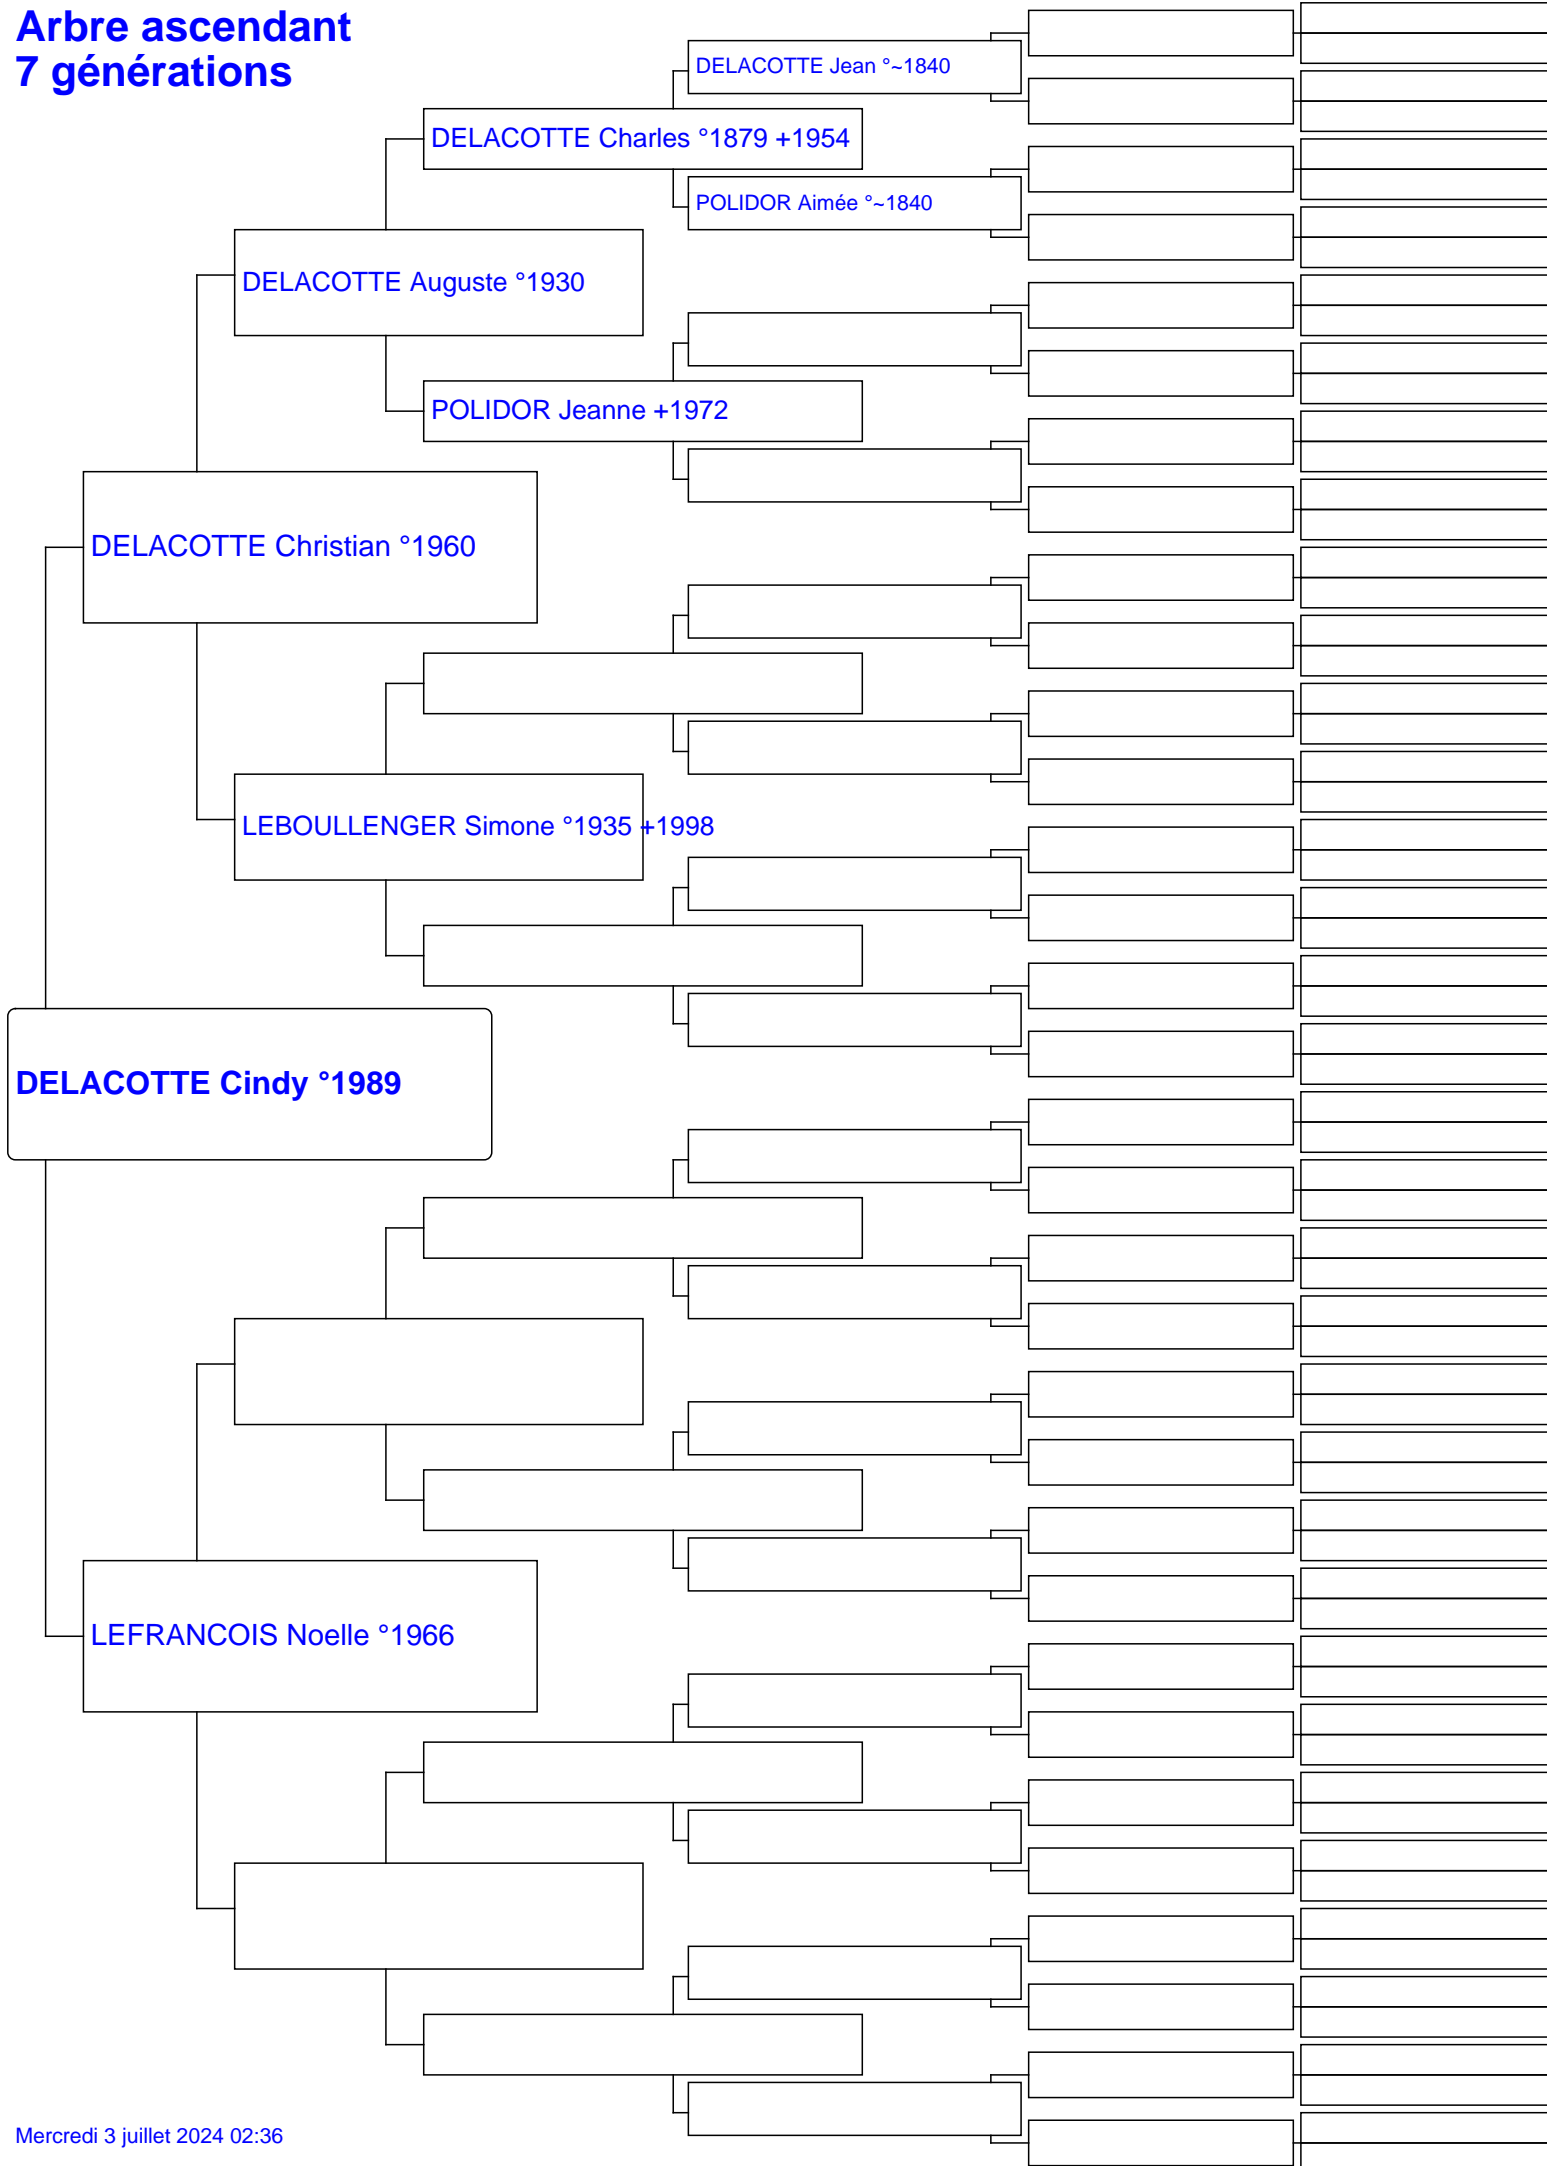 Arbre ascendant
7 générations
DELACOTTE Jean °~1840
DELACOTTE Charles °1879 +1954
POLIDOR Aimée °~1840
DELACOTTE Auguste °1930
POLIDOR Jeanne +1972
DELACOTTE Christian °1960
LEBOULLENGER Simone °1935 +1998
DELACOTTE Cindy °1989
LEFRANCOIS Noelle °1966
Mercredi 3 juillet 2024 02:36